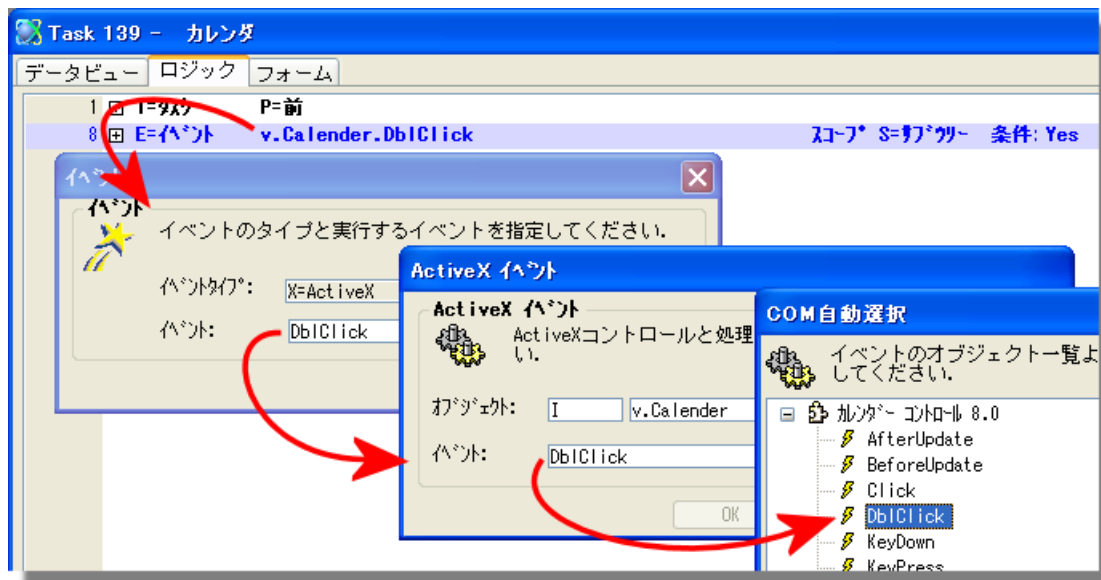 Task 139 - カレンダ
データビュー ロジック フォーム
1 T=タスク P=前
8 E=イベント v.Calender.DblClick スコープ S=サブツリー 条件: Yes
イベント
イベントのタイプと実行するイベントを指定してください.
イベントタイプ: X=ActiveX
イベント: DblClick
ActiveX イベント
ActiveX イベント
ActiveXコントロールと処理
い.
オブジェクト: I v.Calender
イベント: DblClick
OK
COM自動選択
イベントのオブジェクト一覧よ
してください.
カレンダー コントロール 8.0
AfterUpdate
BeforeUpdate
Click
DblClick
KeyDown
KeyPress